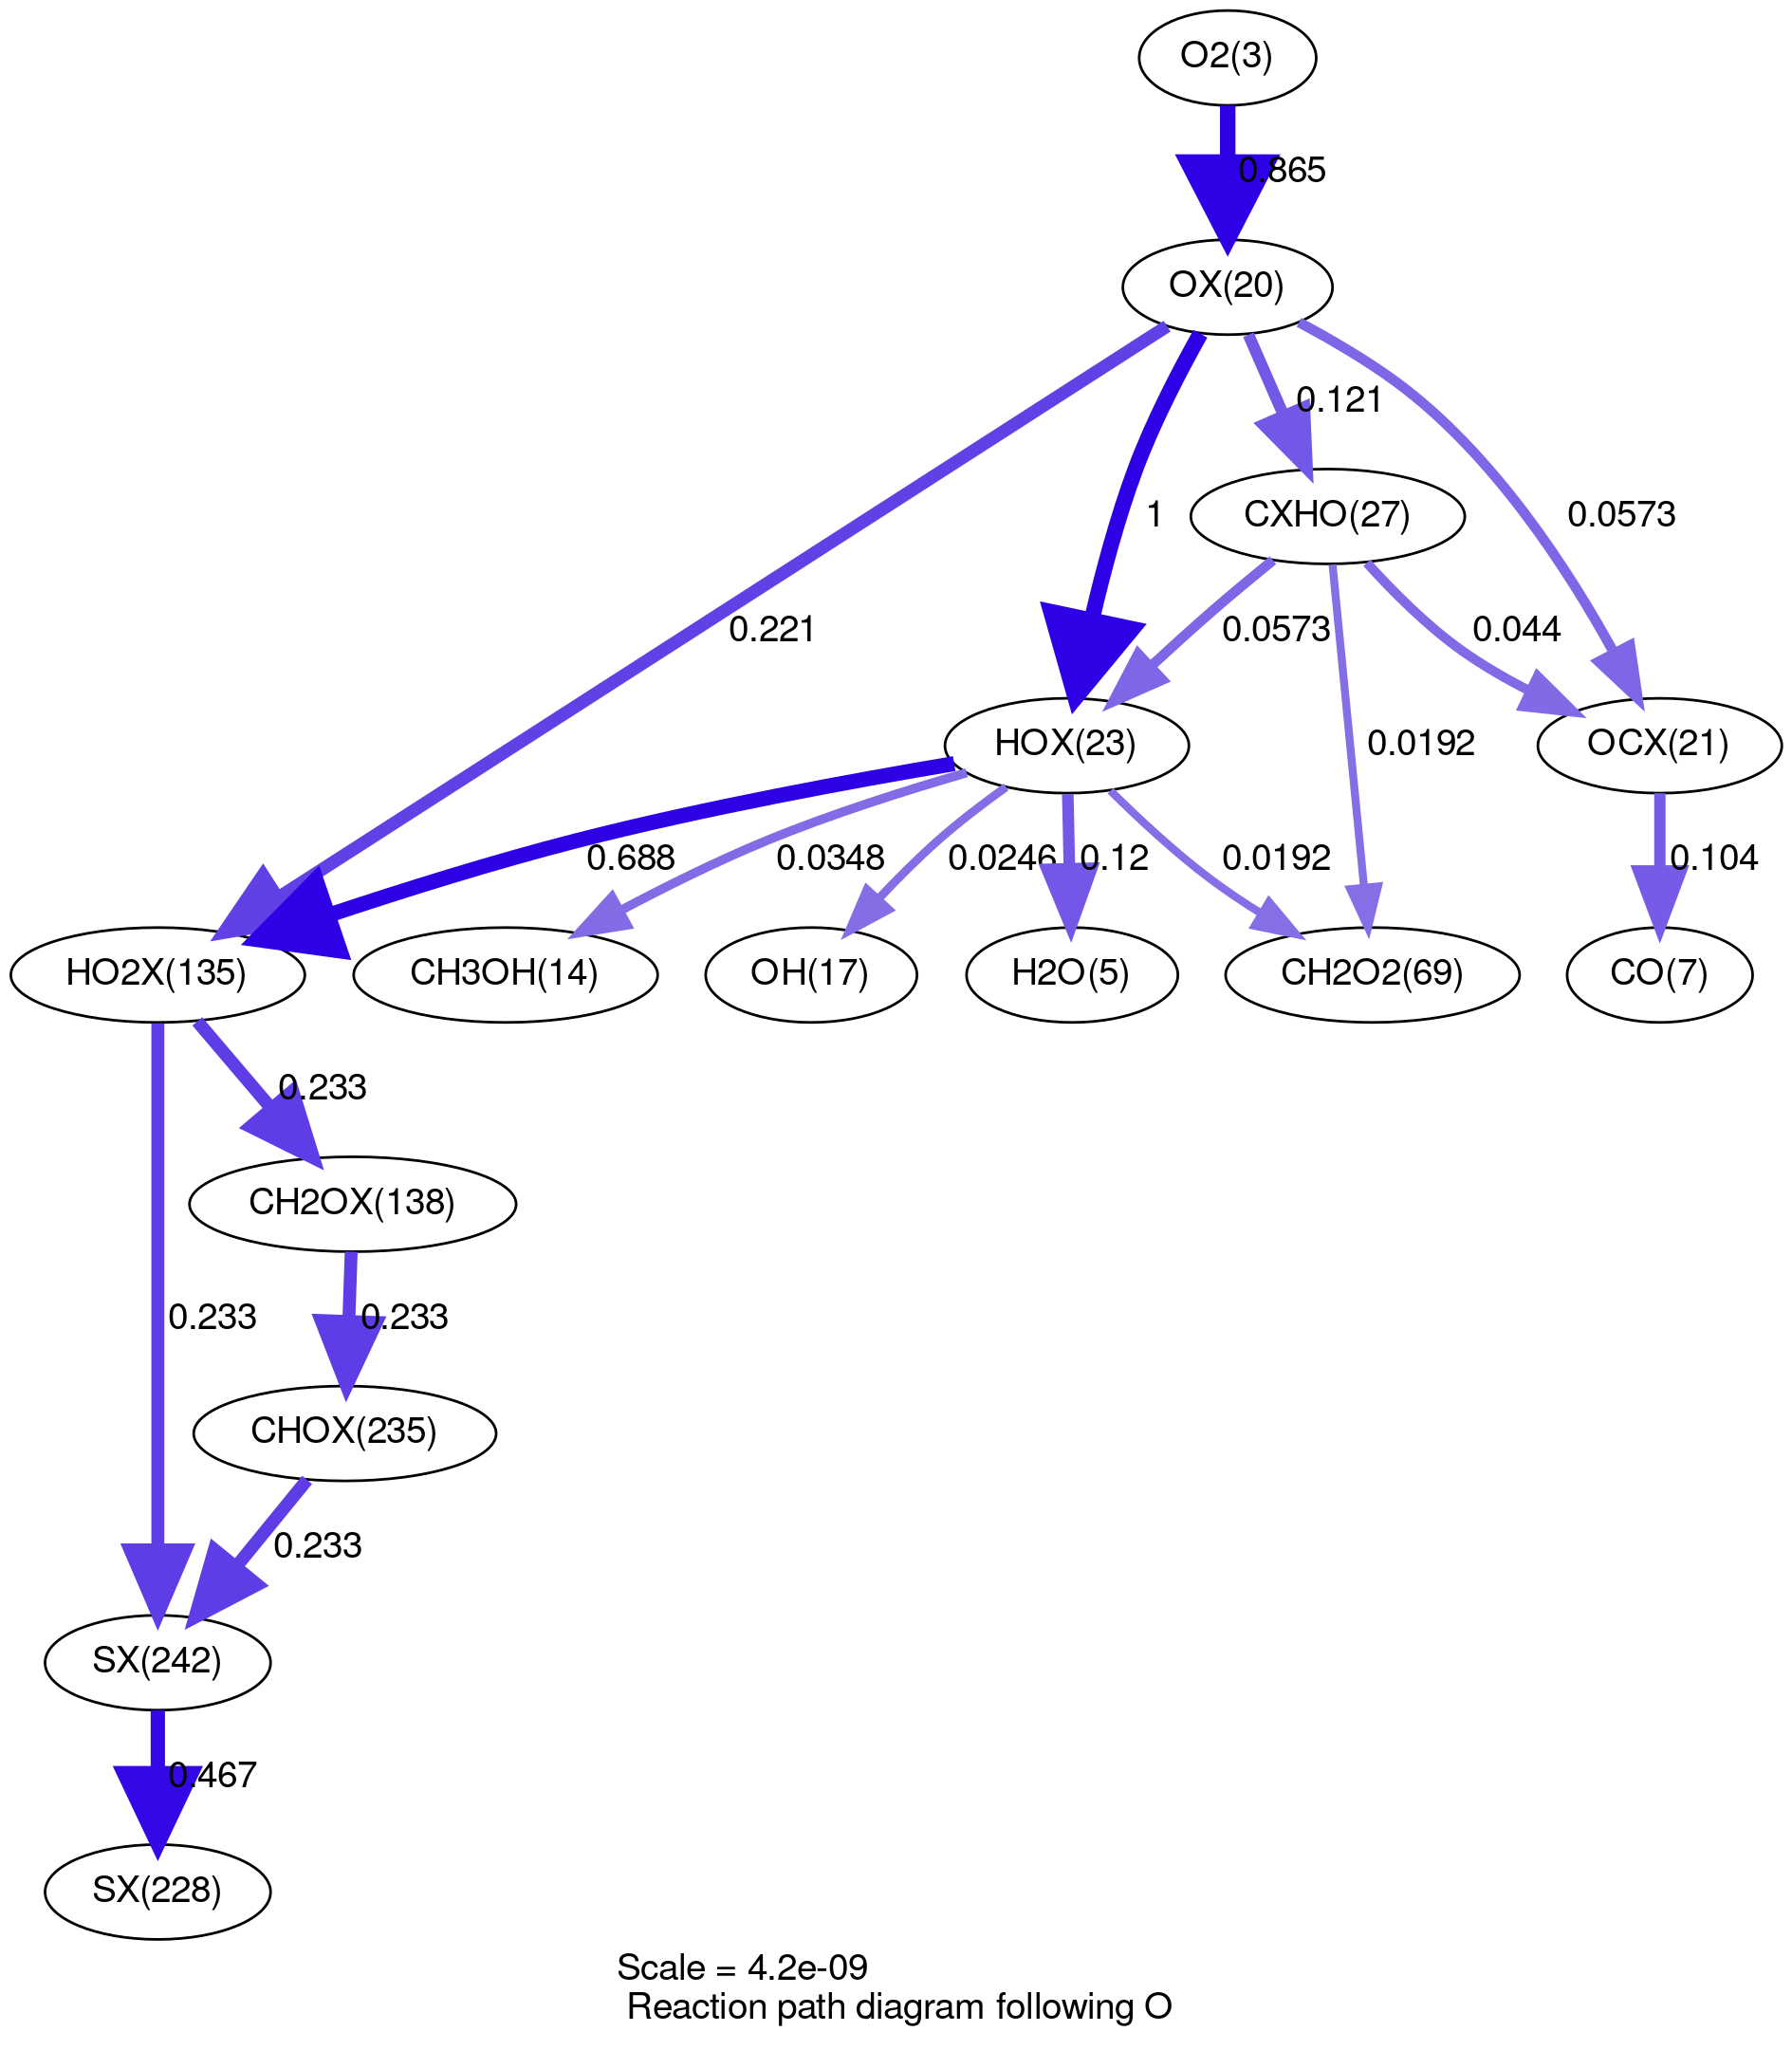 O2(3)
0.865
OX(20)
0.121
CXHO(27)
1
0.0573
0.221
0.0573
0.044
HOX(23)
0.0192
OCX(21)
0.688
0.0348
0.0246
0.12
0.0192
0.104
HO2X(135)
CH3OH(14)
OH(17)
H2O(5)
CH2O2(69)
CO(7)
0.233
CH2OX(138)
0.233
0.233
CHOX(235)
0.233
SX(242)
0.467
SX(228)
Scale = 4.2e-09
Reaction path diagram following O